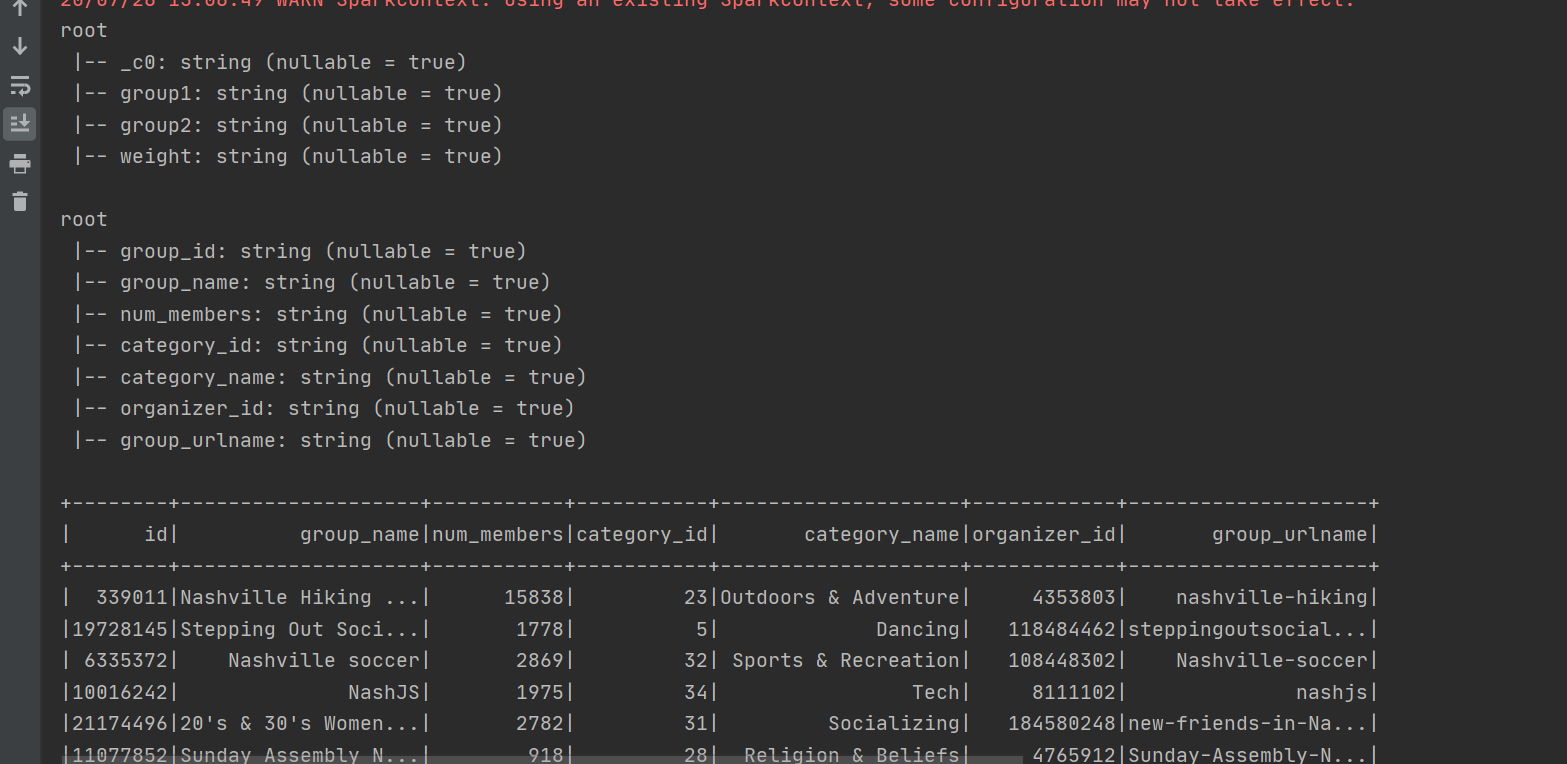 20/07/28 15:08:49 WARN SparkContext: Using an existing SparkContext; some configuration may not take effect.
root
 |-- _c0: string (nullable = true)
 |-- group1: string (nullable = true)
 |-- group2: string (nullable = true)
 |-- weight: string (nullable = true)

root
 |-- group_id: string (nullable = true)
 |-- group_name: string (nullable = true)
 |-- num_members: string (nullable = true)
 |-- category_id: string (nullable = true)
 |-- category_name: string (nullable = true)
 |-- organizer_id: string (nullable = true)
 |-- group_urlname: string (nullable = true)

+--------+--------------------+-----------+-----------+--------------------+------------+--------------------+
|      id|          group_name|num_members|category_id|       category_name|organizer_id|       group_urlname|
+--------+--------------------+-----------+-----------+--------------------+------------+--------------------+
|  339011|Nashville Hiking ...|      15838|         23|Outdoors & Adventure|     4353803|    nashville-hiking|
|19728145|Stepping Out Soci...|       1778|          5|             Dancing|   118484462|steppingoutsocial...|
| 6335372|    Nashville soccer|       2869|         32| Sports & Recreation|   108448302|    Nashville-soccer|
|10016242|              NashJS|       1975|         34|                Tech|     8111102|              nashjs|
|21174496|20's & 30's Women...|       2782|         31|         Socializing|   184580248|new-friends-in-Na...|
|11077852|Sunday Assembly N...|        918|         28|  Religion & Beliefs|     4765912|Sunday-Assembly-N...|